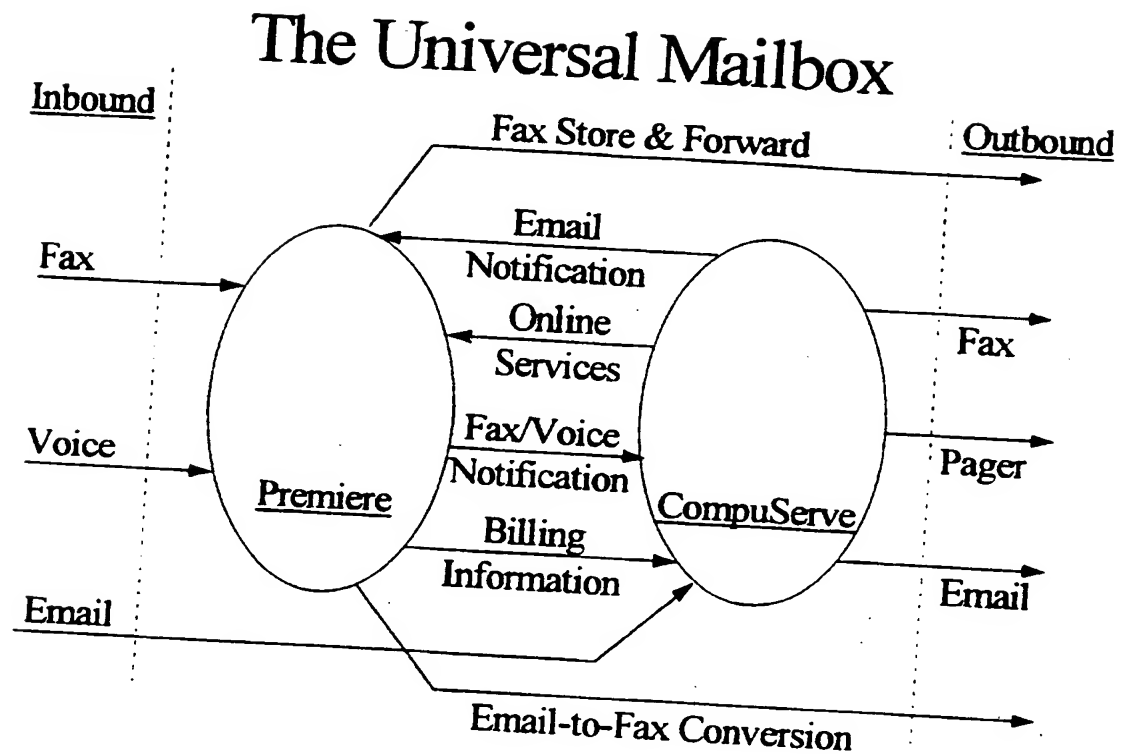 The Universal Mailbox
Inbound
Fax Store & Forward
Outbound
Email
Notification
Fax
Online
Services
Fax
Fax/Voice
Notification
Voice
Pager
Premiere
CompuServe
Billing
Information
Email
Email
Email-to-Fax Conversion